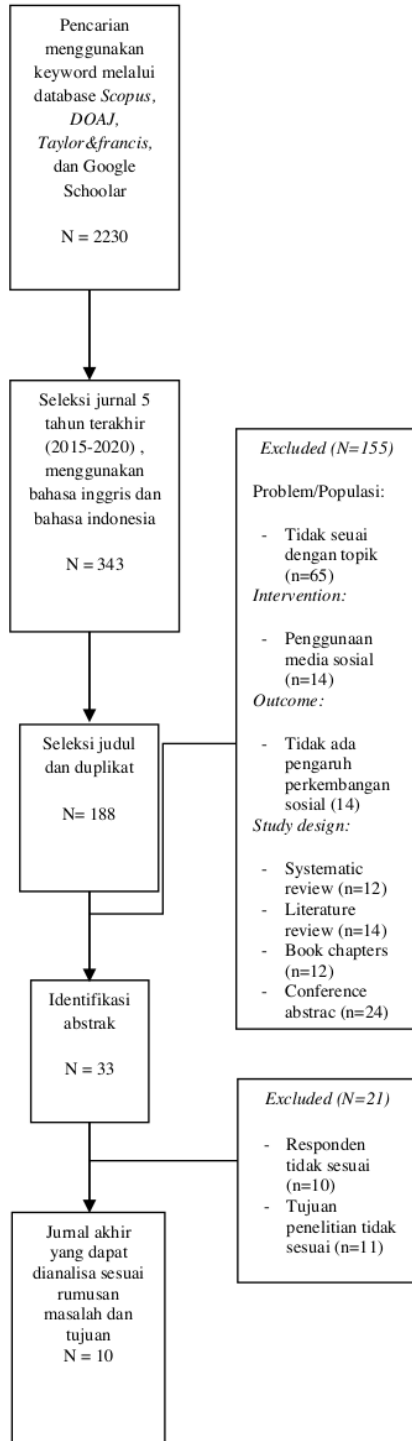 Pencarian
menggunakan
keyword melalui
database Scopus,
DOAJ,
Taylor&francis,
dan Google
Schoolar
N = 2230
Seleksi jurnal 5
tahun terakhir
(2015-2020) ,
menggunakan
bahasa inggris dan
bahasa indonesia
N = 343
Excluded (N=155)
Problem/Populasi:
- Tidak seuai
dengan topik
(n=65)
Intervention:
- Penggunaan
media sosial
(n=14)
Outcome:
- Tidak ada
pengaruh
perkembangan
sosial (14)
Study design:
- Systematic
review (n=12)
- Literature
review (n=14)
- Book chapters
(n=12)
- Conference
abstrac (n=24)
Seleksi judul
dan duplikat
N= 188
Identifikasi
abstrak
N = 33
Excluded (N=21)
- Responden
tidak sesuai
(n=10)
- Tujuan
penelitian tidak
sesuai (n=11)
Jurnal akhir
yang dapat
dianalisa sesuai
rumusan
masalah dan
tujuan
N = 10